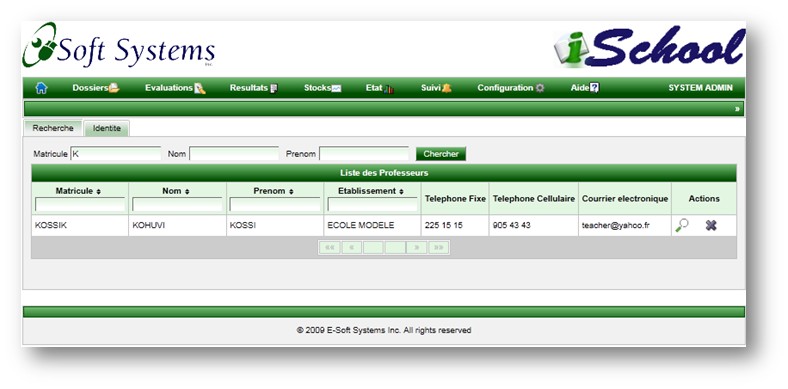 Soft Systems Inc.
iSchool
Dossiers Evaluations Resultats Stocks Etat Suivi Configuration Aide SYSTEM ADMIN
»
Recherche Identite
Matricule K Nom Prenom Chercher
Liste des Professeurs
Matricule Nom Prenom Etablissement Telephone Fixe Telephone Cellulaire Courrier electronique Actions
KOSSIK KOHUVI KOSSI ECOLE MODELE 225 15 15 905 43 43 teacher@yahoo.fr
«« « » »»
© 2009 E-Soft Systems Inc. All rights reserved